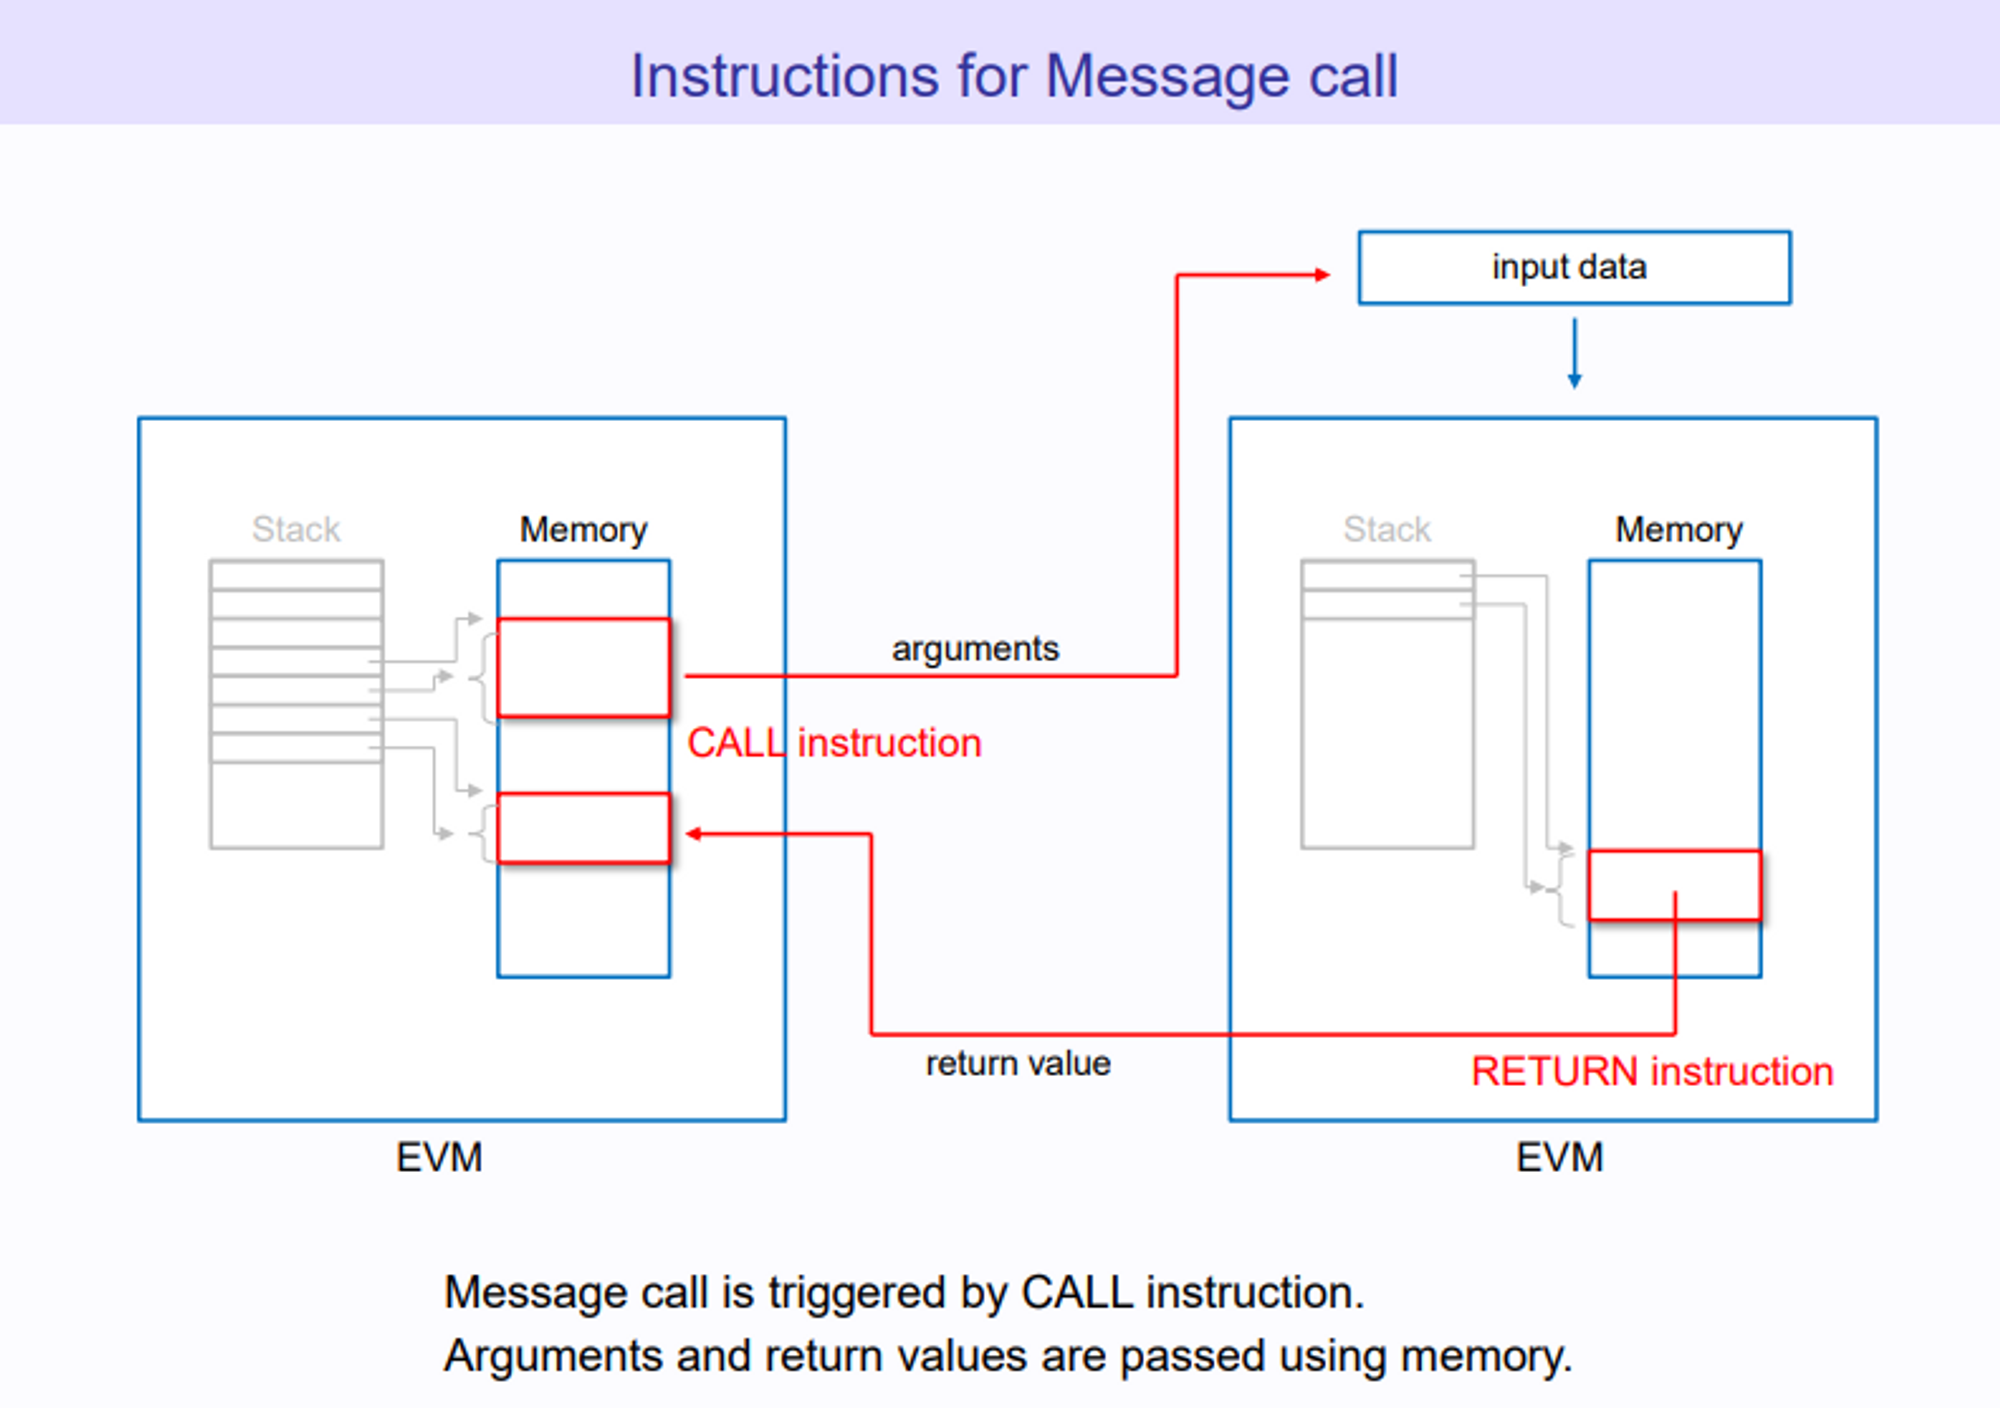 Instructions for Message call
input data
Stack
Memory
Stack
Memory
arguments
CALL instruction
return value
RETURN instruction
EVM
EVM
Message call is triggered by CALL instruction.
Arguments and return values are passed using memory.